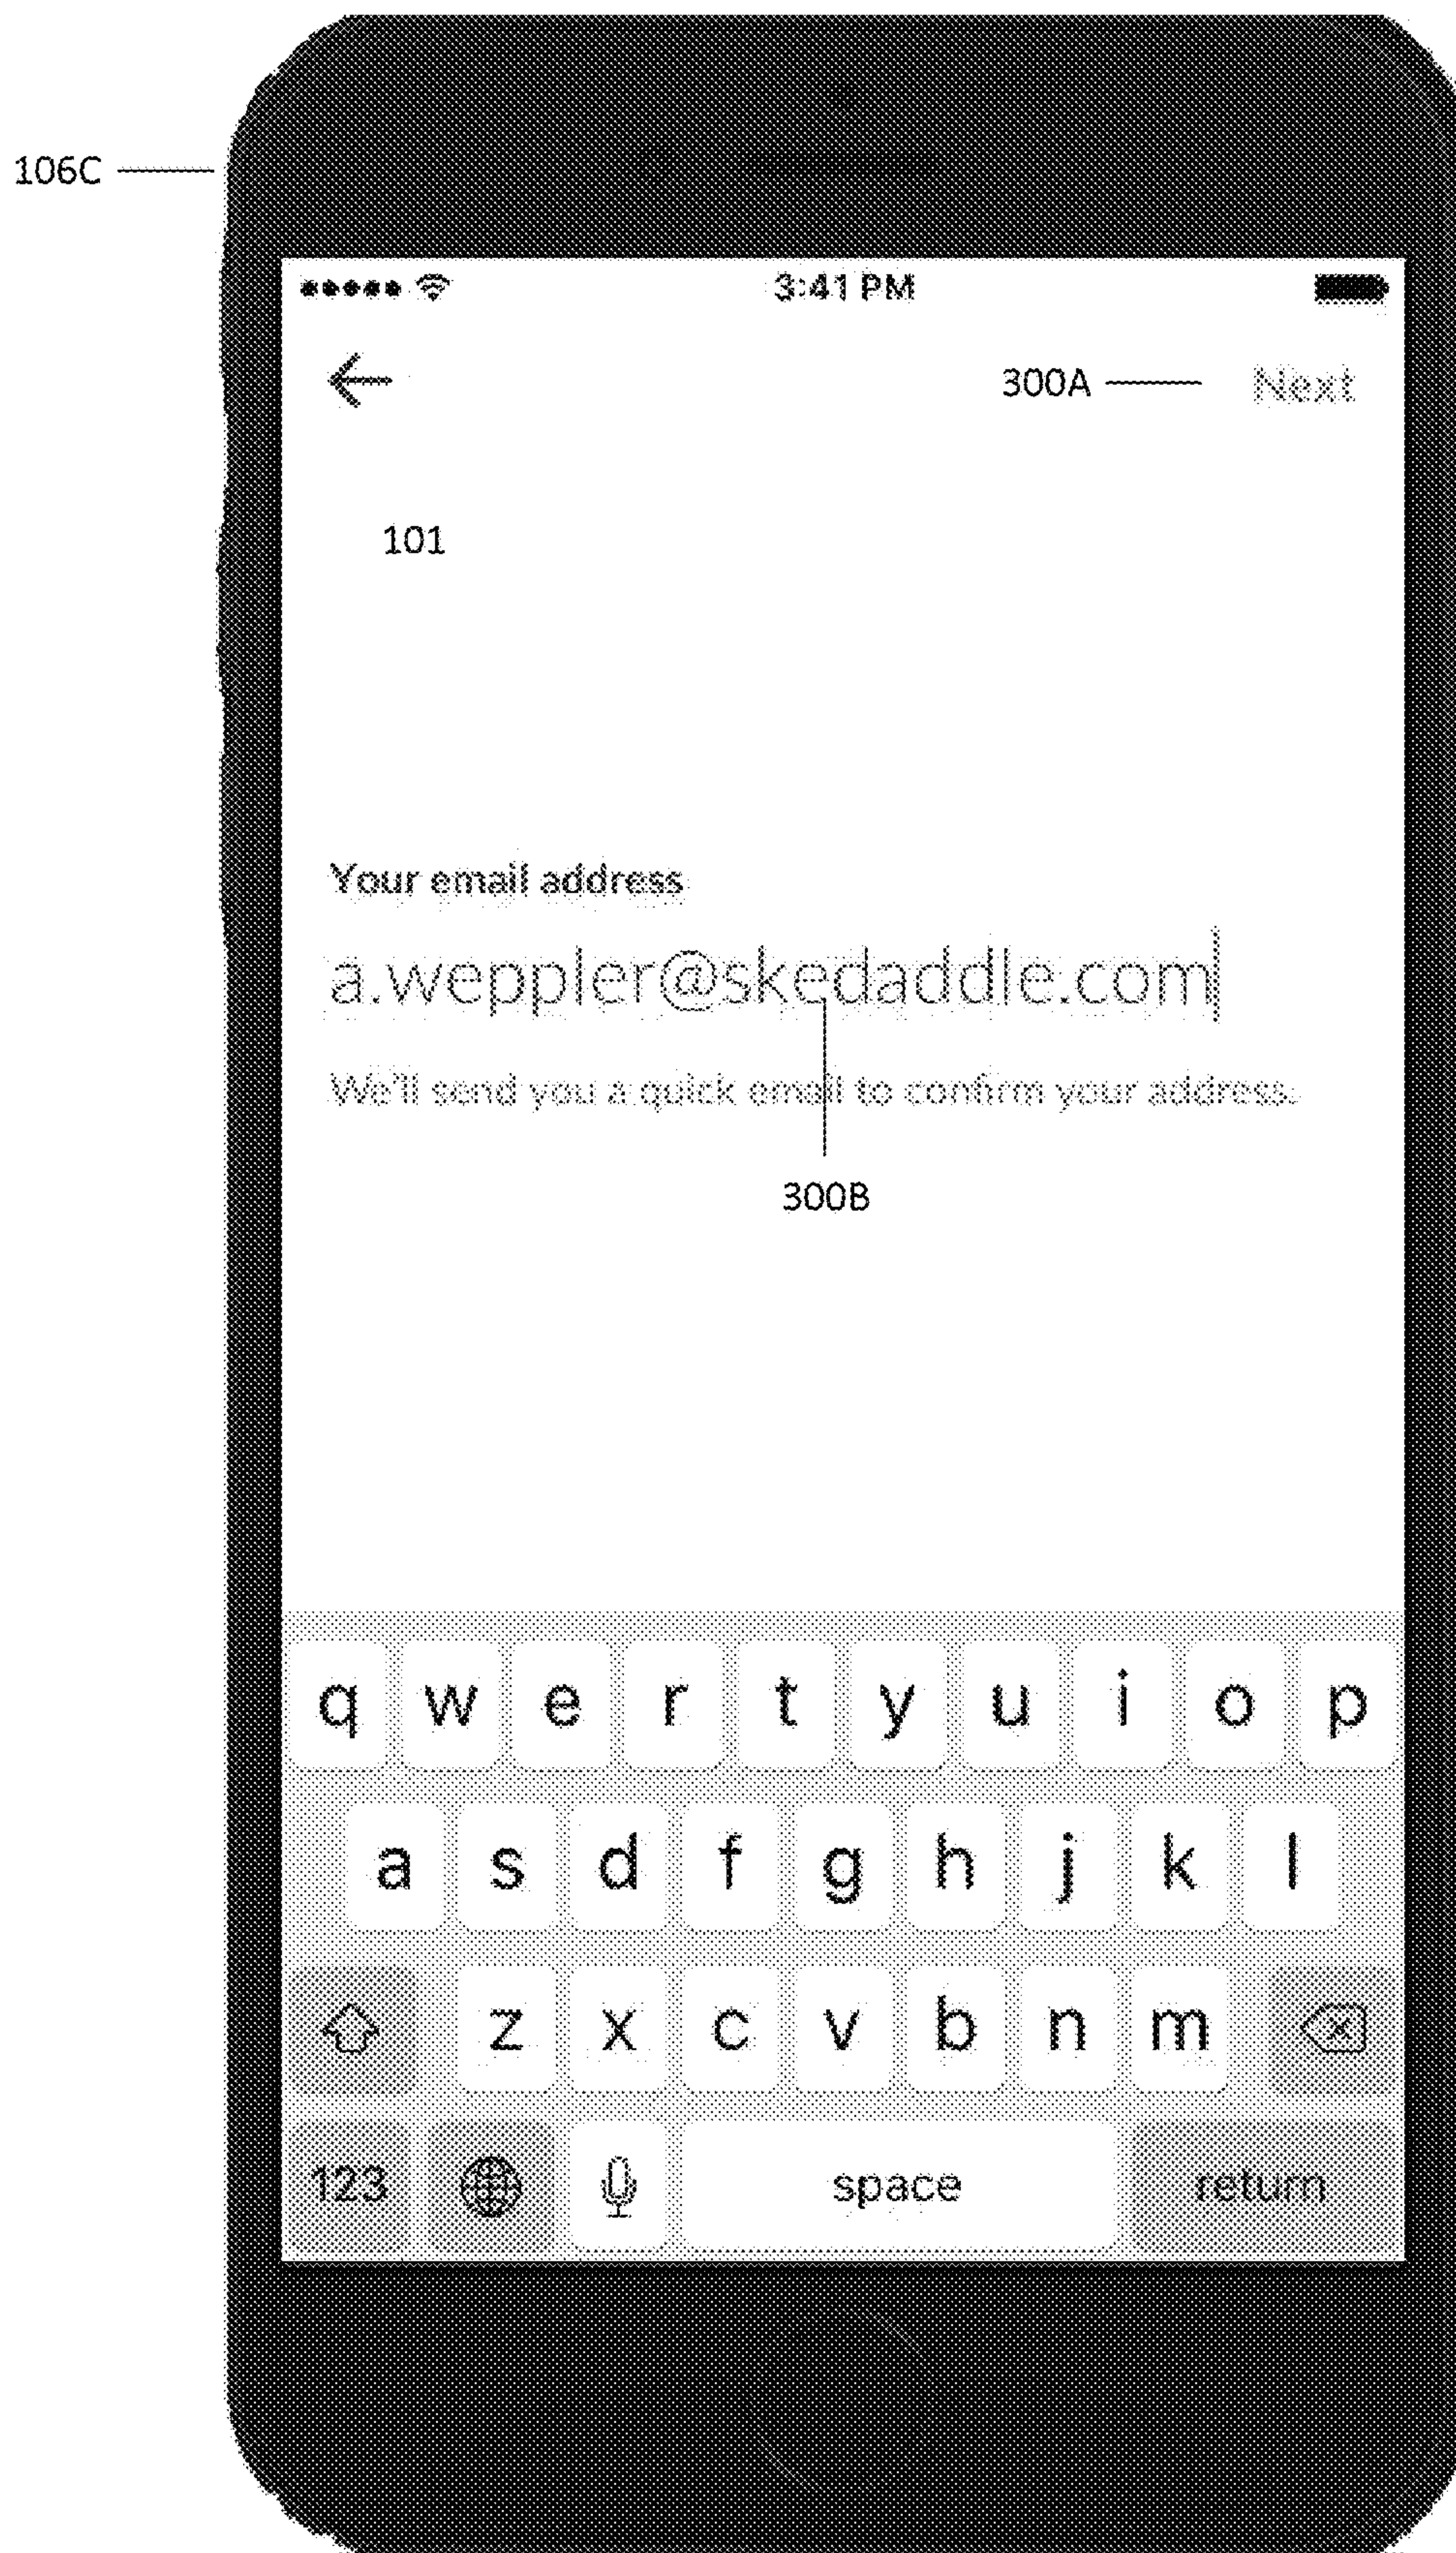 106C
3:41 PM
300A Next
101
Your email address
a.weppler@skedaddle.com
We'll send you a quick email to confirm your address.
300B
q w e r t y u i o p
a s d f g h j k l
z x c v b n m
123 space return